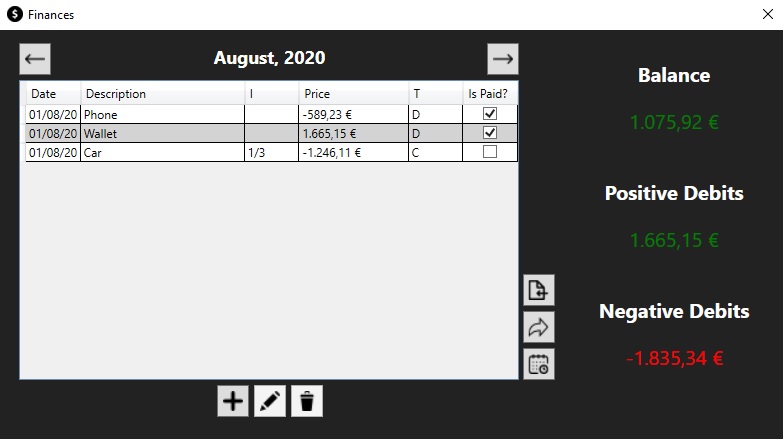 Finances
August, 2020
Date Description I Price T Is Paid?
01/08/20 Phone -589,23 € D
01/08/20 Wallet 1.665,15 € D
01/08/20 Car 1/3 -1.246,11 € C
Balance
1.075,92 €
Positive Debits
1.665,15 €
Negative Debits
-1.835,34 €